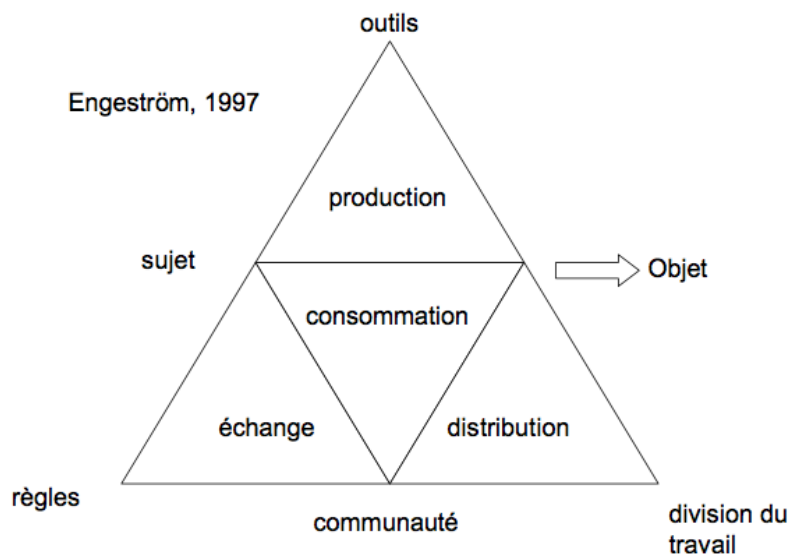 outils
Engeström, 1997
production
sujet
Objet
consommation
échange
distribution
règles
communauté
division du
travail